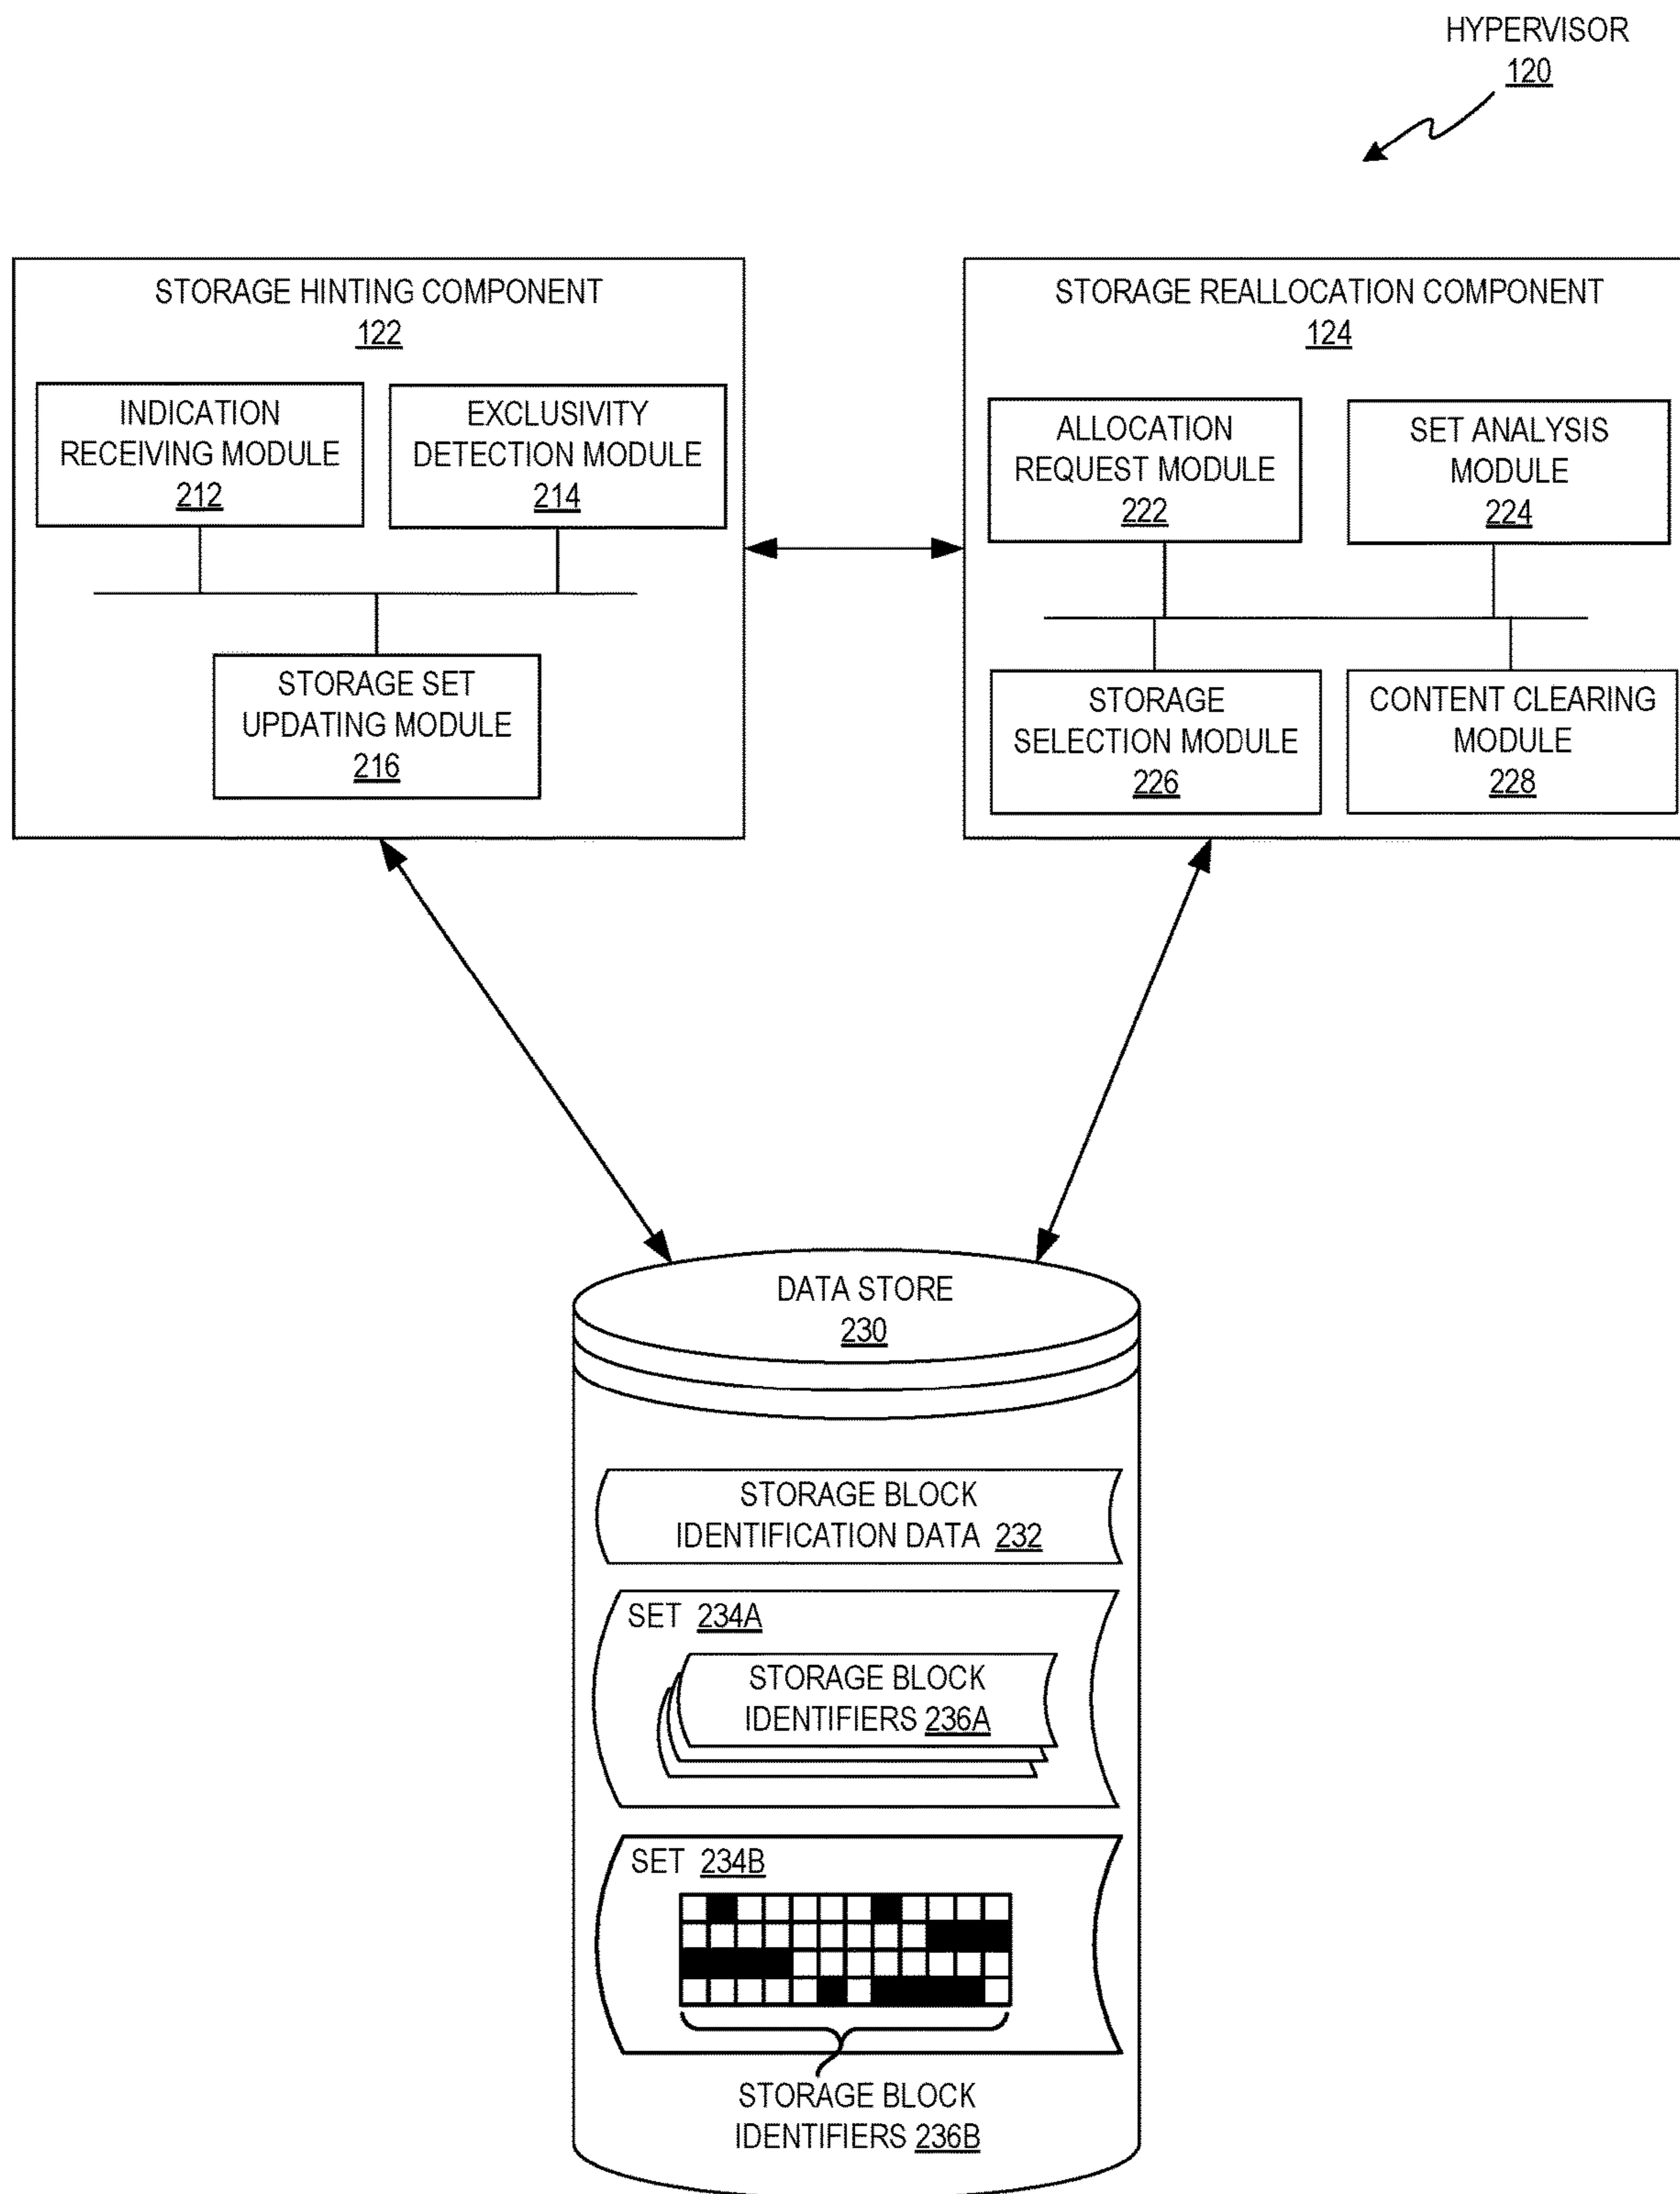 HYPERVISOR
120
STORAGE HINTING COMPONENT
122
INDICATION
RECEIVING MODULE
212
EXCLUSIVITY
DETECTION MODULE
214
STORAGE SET
UPDATING MODULE
216
STORAGE REALLOCATION COMPONENT
124
ALLOCATION
REQUEST MODULE
222
SET ANALYSIS
MODULE
224
STORAGE
SELECTION MODULE
226
CONTENT CLEARING
MODULE
228
DATA STORE
230
STORAGE BLOCK
IDENTIFICATION DATA 232
SET 234A
STORAGE BLOCK
IDENTIFIERS 236A
SET 234B
STORAGE BLOCK
IDENTIFIERS 236B